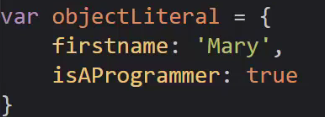 var objectLiteral = {
    firstname: 'Mary',
    isAProgrammer: true
}